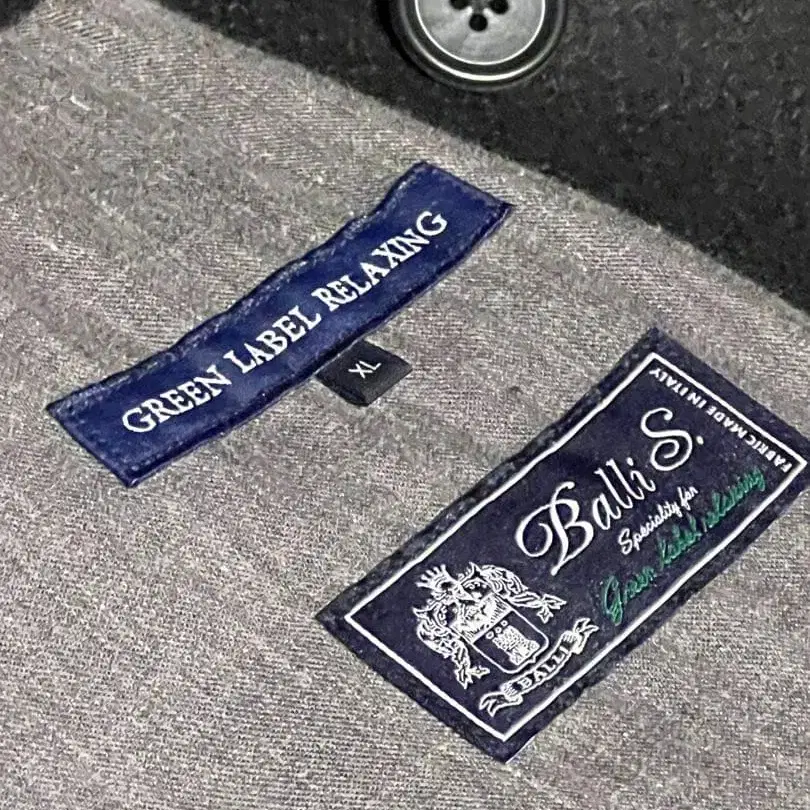 GREEN LABEL RELAXING
XL
FABRIC MADE IN ITALY
Balli S.
Speciality for
Green label relaxing
BALLI